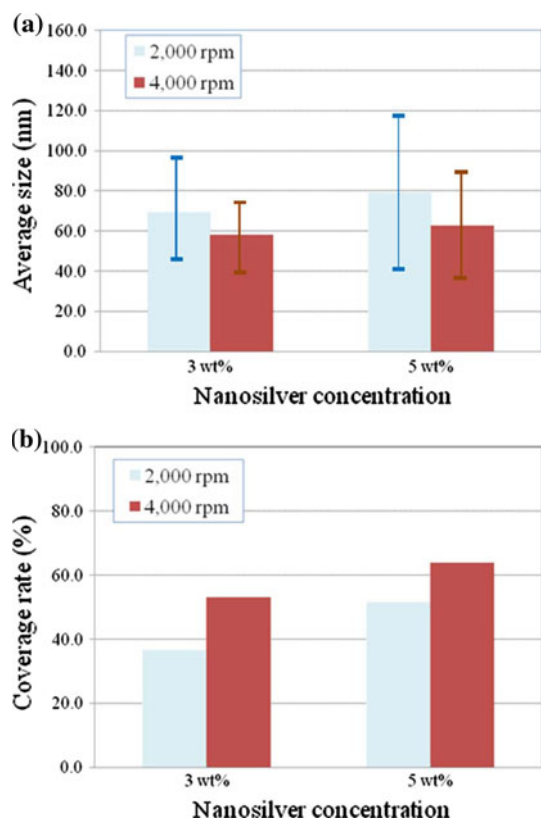 (a)
160.0
140.0
120.0
100.0
80.0
60.0
40.0
20.0
0.0
Average size (nm)
2,000 rpm
4,000 rpm
3 wt%
5 wt%
Nanosilver concentration
(b)
100.0
80.0
60.0
40.0
20.0
0.0
Coverage rate (%)
2,000 rpm
4,000 rpm
3 wt%
5 wt%
Nanosilver concentration